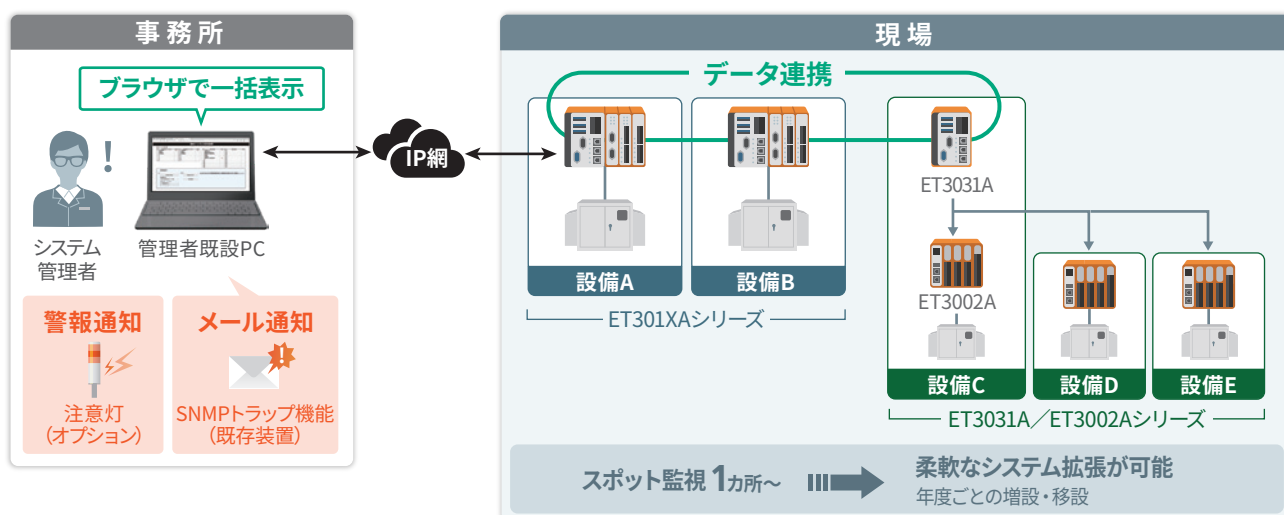 事務所
ブラウザで一括表示
！
システム
管理者
管理者既設PC
警報通知
注意灯
(オプション)
メール通知
SNMPトラップ機能
(既存装置)
IP網
現場
データ連携
設備A
設備B
ET301XAシリーズ
ET3031A
ET3002A
設備C
設備D
設備E
ET3031A／ET3002Aシリーズ
スポット監視 1カ所～
柔軟なシステム拡張が可能
年度ごとの増設・移設